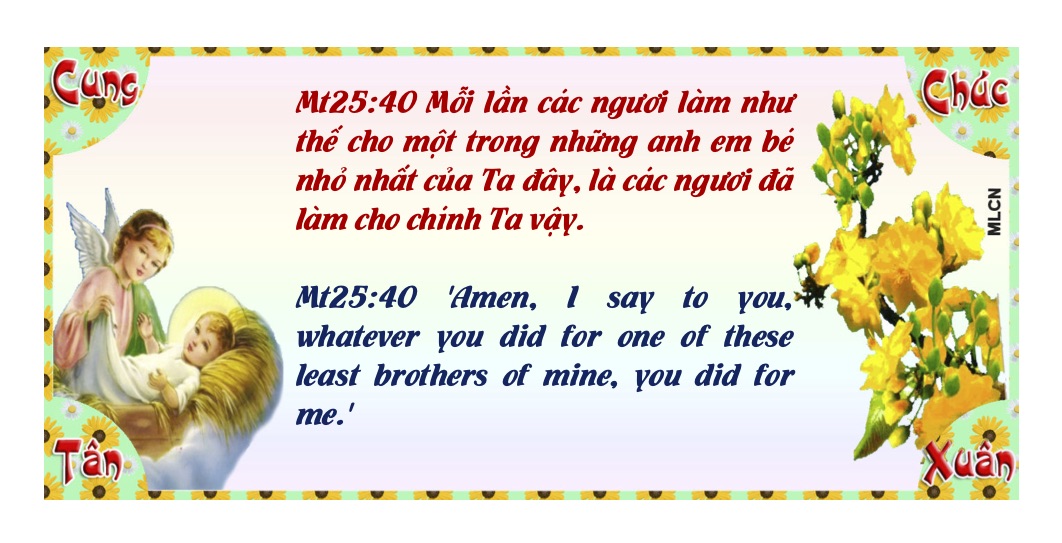 Cung
Chúc
Mt25:40 Mỗi lần các ngươi làm như
thế cho một trong những anh em bé
nhỏ nhất của Ta đây, là các ngươi đã
làm cho chính Ta vậy.
MLCN
Mt25:40 'Amen, I say to you,
whatever you did for one of these
least brothers of mine, you did for
me.'
Tân
Xuân